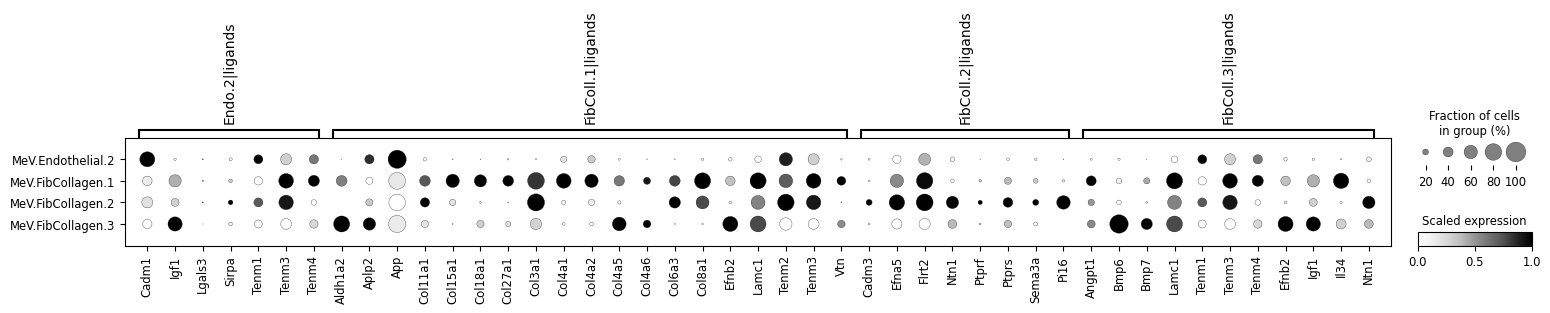 Endo.2|ligands
FibColl.1|ligands
FibColl.2|ligands
FibColl.3|ligands
MeV.Endothelial.2
MeV.FibCollagen.1
MeV.FibCollagen.2
MeV.FibCollagen.3
Cadm1
Igf1
Lgals3
Sirpa
Tenm1
Tenm3
Tenm4
Aldh1a2
Aplp2
App
Col11a1
Col15a1
Col18a1
Col27a1
Col3a1
Col4a1
Col4a2
Col4a5
Col4a6
Col6a3
Col8a1
Efnb2
Lamc1
Tenm2
Tenm3
Vtn
Cadm3
Efna5
Flrt2
Ntn1
Ptprf
Ptprs
Sema3a
Pi16
Angpt1
Bmp6
Bmp7
Lamc1
Tenm1
Tenm3
Tenm4
Efnb2
Igf1
Il34
Ntn1
Fraction of cells
in group (%)
20 40 60 80 100
Scaled expression
0.0 0.5 1.0